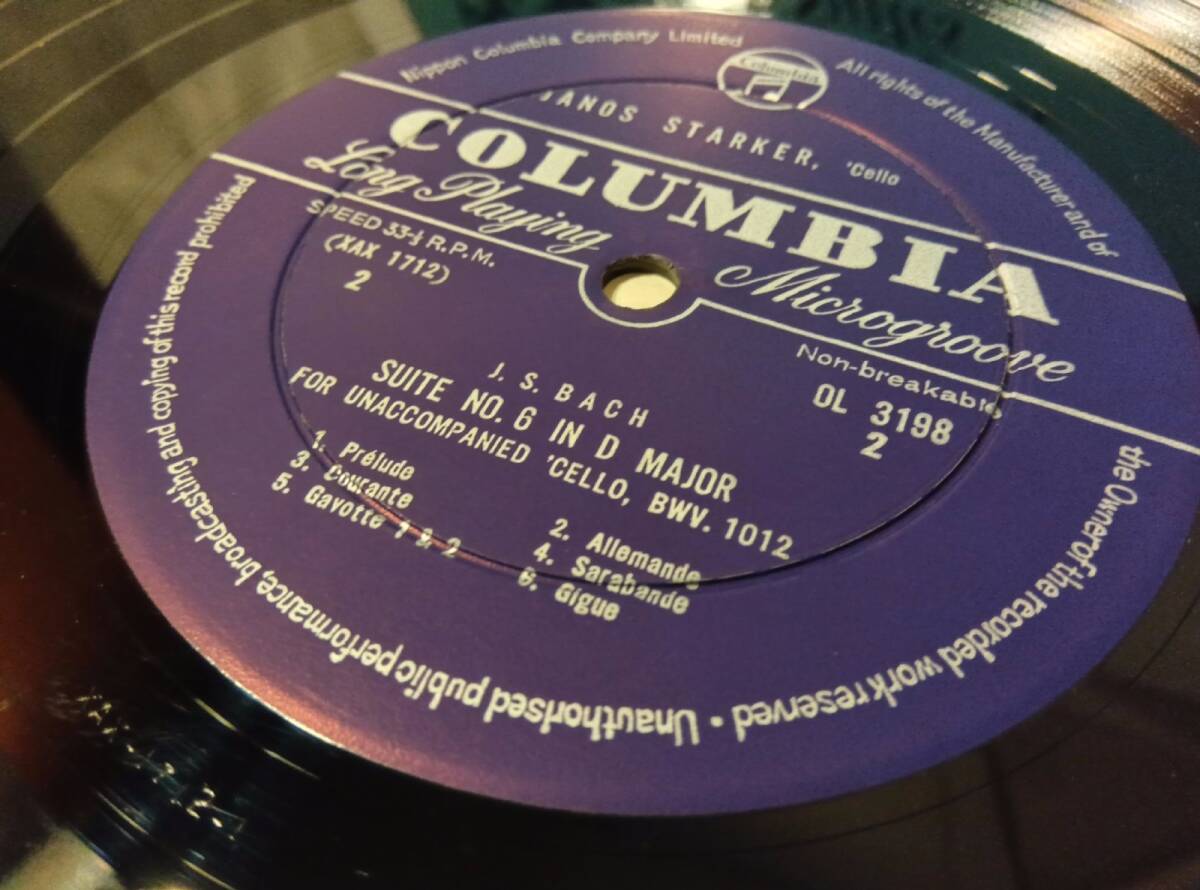 Nippon Columbia Company Limited
Columbia
All rights of the Manufacturer and of
the Owner of the recorded work reserved • Unauthorised public performance, broadcasting and copying of this record prohibited
JANOS STARKER, 'Cello
COLUMBIA
Long Playing Microgroove
SPEED 33⅓ R.P.M.
Non-breakable
(XAX 1712)
OL 3198
2
2
J. S. BACH
SUITE NO. 6 IN D MAJOR
FOR UNACCOMPANIED 'CELLO, BWV. 1012
1. Prélude 2. Allemande
3. Courante 4. Sarabande
5. Gavotte 1 & 2 6. Gigue